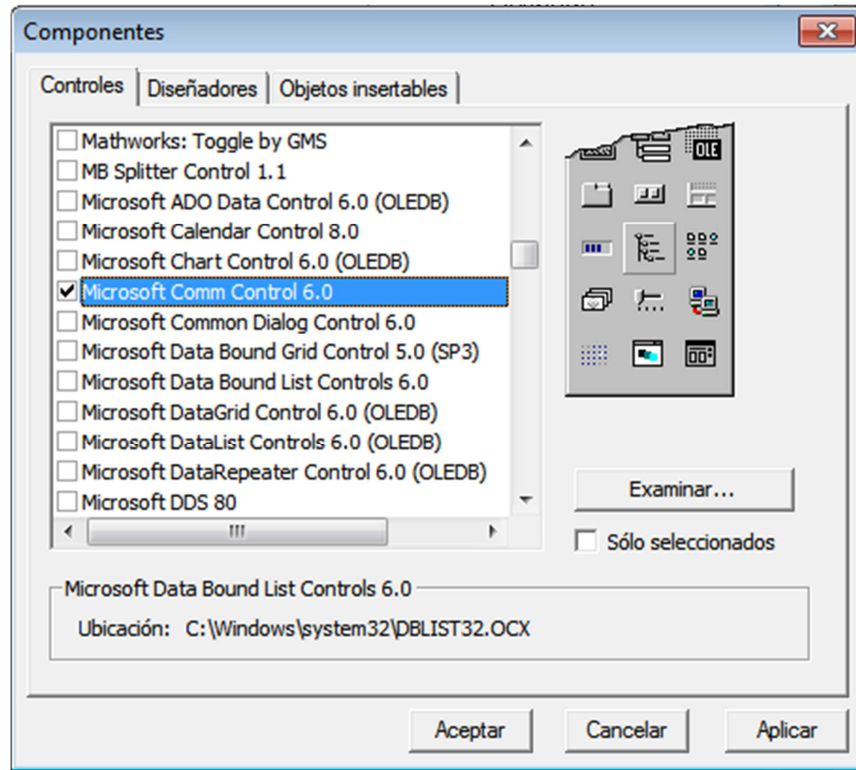 Componentes
Controles
Diseñadores
Objetos insertables
Mathworks: Toggle by GMS
MB Splitter Control 1.1
Microsoft ADO Data Control 6.0 (OLEDB)
Microsoft Calendar Control 8.0
Microsoft Chart Control 6.0 (OLEDB)
Microsoft Comm Control 6.0
Microsoft Common Dialog Control 6.0
Microsoft Data Bound Grid Control 5.0 (SP3)
Microsoft Data Bound List Controls 6.0
Microsoft DataGrid Control 6.0 (OLEDB)
Microsoft DataList Controls 6.0 (OLEDB)
Microsoft DataRepeater Control 6.0 (OLEDB)
Microsoft DDS 80
OLE
Examinar...
Sólo seleccionados
Microsoft Data Bound List Controls 6.0
Ubicación: C:\Windows\system32\DBLIST32.OCX
Aceptar
Cancelar
Aplicar